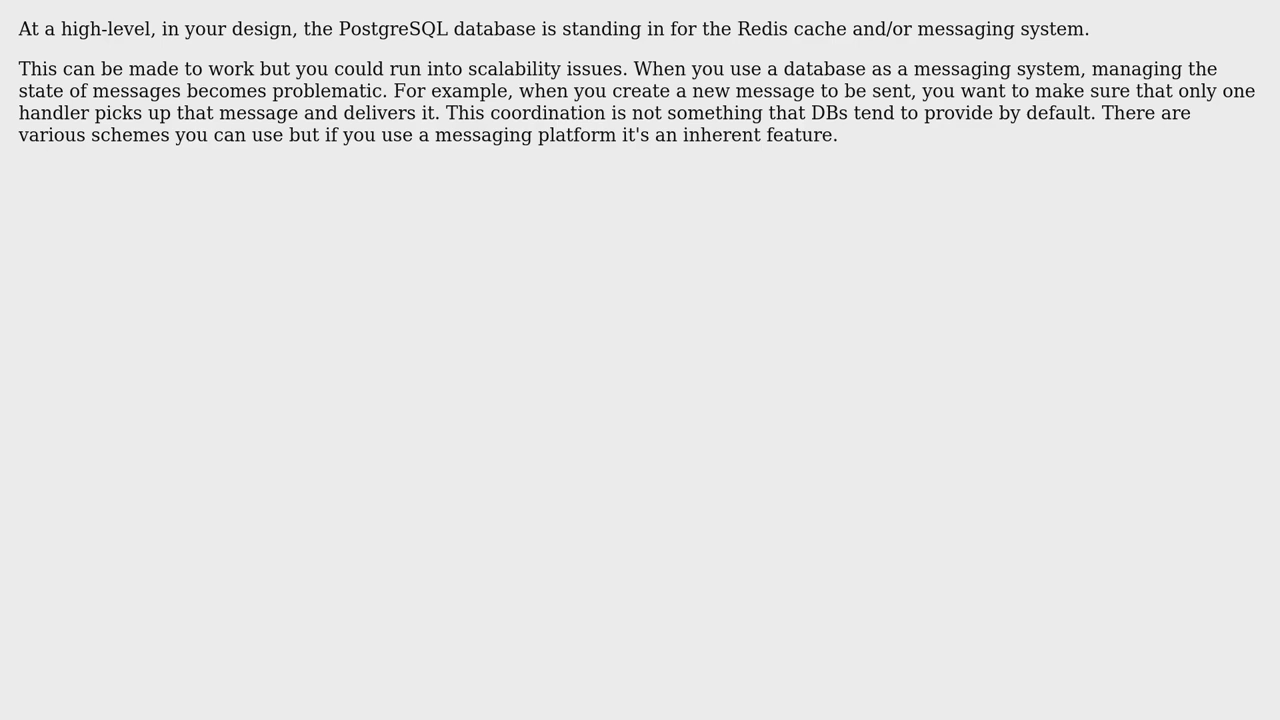 At a high-level, in your design, the PostgreSQL database is standing in for the Redis cache and/or messaging system.
This can be made to work but you could run into scalability issues. When you use a database as a messaging system, managing the
state of messages becomes problematic. For example, when you create a new message to be sent, you want to make sure that only one
handler picks up that message and delivers it. This coordination is not something that DBs tend to provide by default. There are
various schemes you can use but if you use a messaging platform it's an inherent feature.